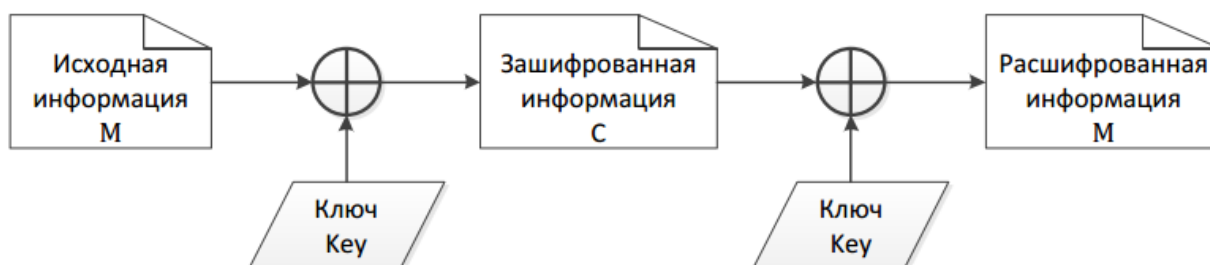 Исходная
информация
М
Зашифрованная
информация
С
Расшифрованная
информация
М
Ключ
Key
Ключ
Key